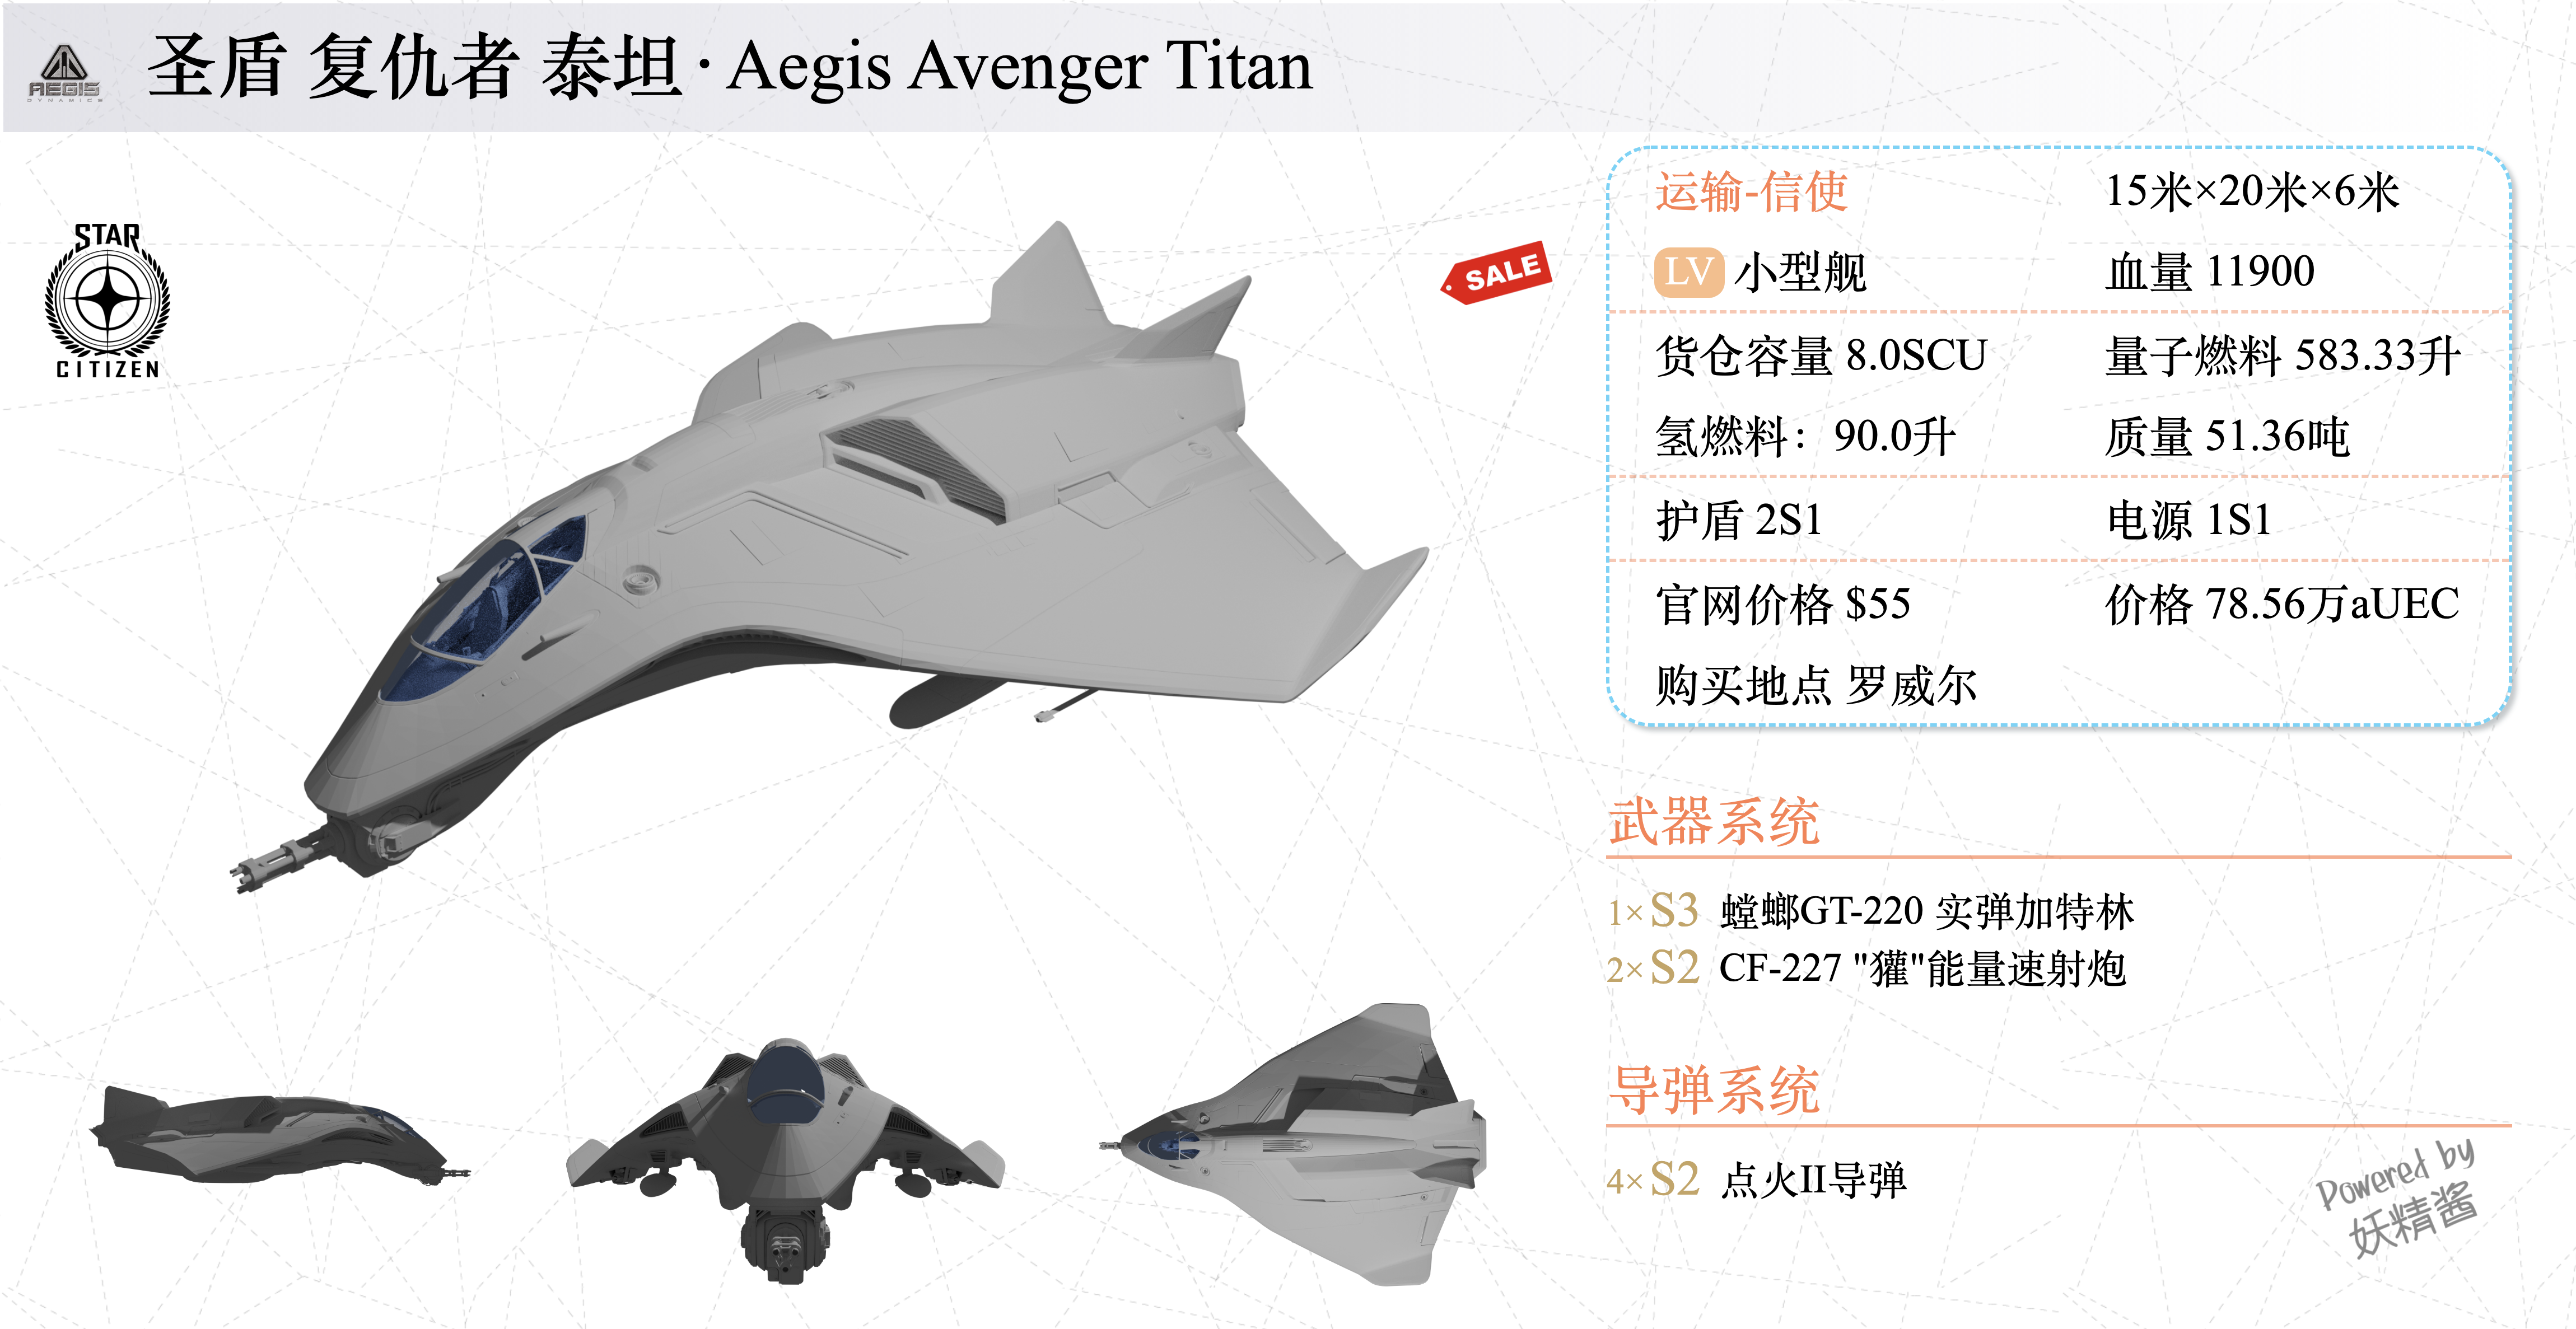 AEGIS
DYNAMICS
圣盾 复仇者 泰坦 · Aegis Avenger Titan
STAR
CITIZEN
SALE
运输-信使 15米×20米×6米
LV 小型舰 血量 11900
货仓容量 8.0SCU 量子燃料 583.33升
氢燃料：90.0升 质量 51.36吨
护盾 2S1 电源 1S1
官网价格 $55 价格 78.56万aUEC
购买地点 罗威尔
武器系统
1× S3 螳螂GT-220 实弹加特林
2× S2 CF-227 "獾"能量速射炮
导弹系统
4× S2 点火II导弹
Powered by
妖精酱